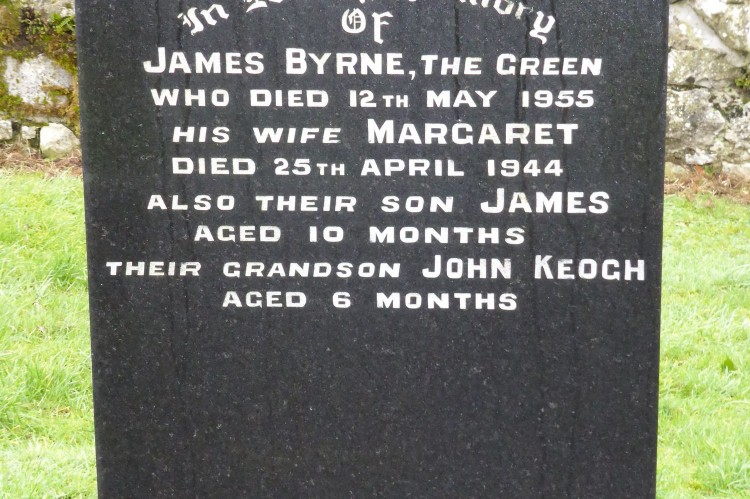 In
Of
JAMES BYRNE, THE GREEN
WHO DIED 12TH MAY 1955
HIS WIFE MARGARET
DIED 25TH APRIL 1944
ALSO THEIR SON JAMES
AGED 10 MONTHS
THEIR GRANDSON JOHN KEOGH
AGED 6 MONTHS